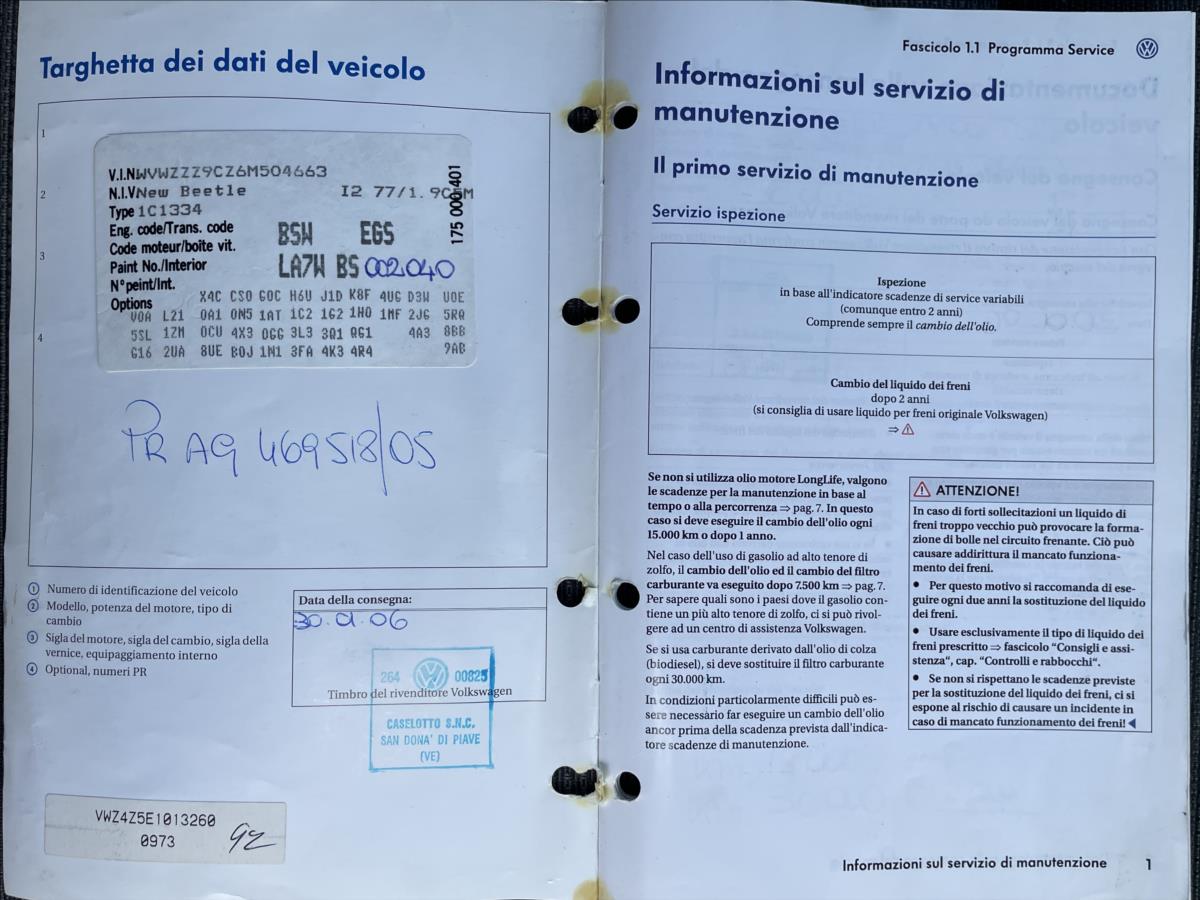 Targhetta dei dati del veicolo
1
V.I.N WVWZZZ9CZ6M504663
2
N.I.V New Beetle I2 77/1.9
Type 1C1334
175 000 401
Eng. code/Trans. code
Code moteur/boîte vit.
BSW EGS
3
Paint No./Interior
N°peint/Int.
LA7W BS 002040
Options
X4C CS0 G0C H6U J1D K8F 4UG D3W U0E
V0A L21 0A1 0N5 1AT 1C2 1G2 1H0 1MF 2JG 5RQ
4
5SL 1ZM 0CU 4X3 0GG 3L3 3Q1 QG1 4A3 8BB
G16 2UA 8UE B0J 1N1 3FA 4K3 4R4 9AB
PR AG 469518/05
1 Numero di identificazione del veicolo
2 Modello, potenza del motore, tipo di
cambio
3 Sigla del motore, sigla del cambio, sigla della
vernice, equipaggiamento interno
4 Optional, numeri PR
Data della consegna:
30.01.06
264 00825
Timbro del rivenditore Volkswagen
CASELOTTO S.N.C.
SAN DONA' DI PIAVE
(VE)
VWZ4Z5E1013260
0973
Fascicolo 1.1 Programma Service
Informazioni sul servizio di
manutenzione
Il primo servizio di manutenzione
Servizio ispezione
Ispezione
in base all'indicatore scadenze di service variabili
(comunque entro 2 anni)
Comprende sempre il cambio dell'olio.
Cambio del liquido dei freni
dopo 2 anni
(si consiglia di usare liquido per freni originale Volkswagen)
⇒ ⚠
Se non si utilizza olio motore LongLife, valgono
le scadenze per la manutenzione in base al
tempo o alla percorrenza ⇒ pag. 7. In questo
caso si deve eseguire il cambio dell'olio ogni
15.000 km o dopo 1 anno.
Nel caso dell'uso di gasolio ad alto tenore di
zolfo, il cambio dell'olio ed il cambio del filtro
carburante va eseguito dopo 7.500 km ⇒ pag. 7.
Per sapere quali sono i paesi dove il gasolio con-
tiene un più alto tenore di zolfo, ci si può rivol-
gere ad un centro di assistenza Volkswagen.
Se si usa carburante derivato dall'olio di colza
(biodiesel), si deve sostituire il filtro carburante
ogni 30.000 km.
In condizioni particolarmente difficili può es-
sere necessario far eseguire un cambio dell'olio
ancor prima della scadenza prevista dall'indica-
tore scadenze di manutenzione.
⚠ ATTENZIONE!
In caso di forti sollecitazioni un liquido di
freni troppo vecchio può provocare la forma-
zione di bolle nel circuito frenante. Ciò può
causare addirittura il mancato funziona-
mento dei freni.
• Per questo motivo si raccomanda di ese-
guire ogni due anni la sostituzione del liquido
dei freni.
• Usare esclusivamente il tipo di liquido dei
freni prescritto ⇒ fascicolo "Consigli e assi-
stenza", cap. "Controlli e rabbocchi".
• Se non si rispettano le scadenze previste
per la sostituzione del liquido dei freni, ci si
espone al rischio di causare un incidente in
caso di mancato funzionamento dei freni! ◀
Informazioni sul servizio di manutenzione 1